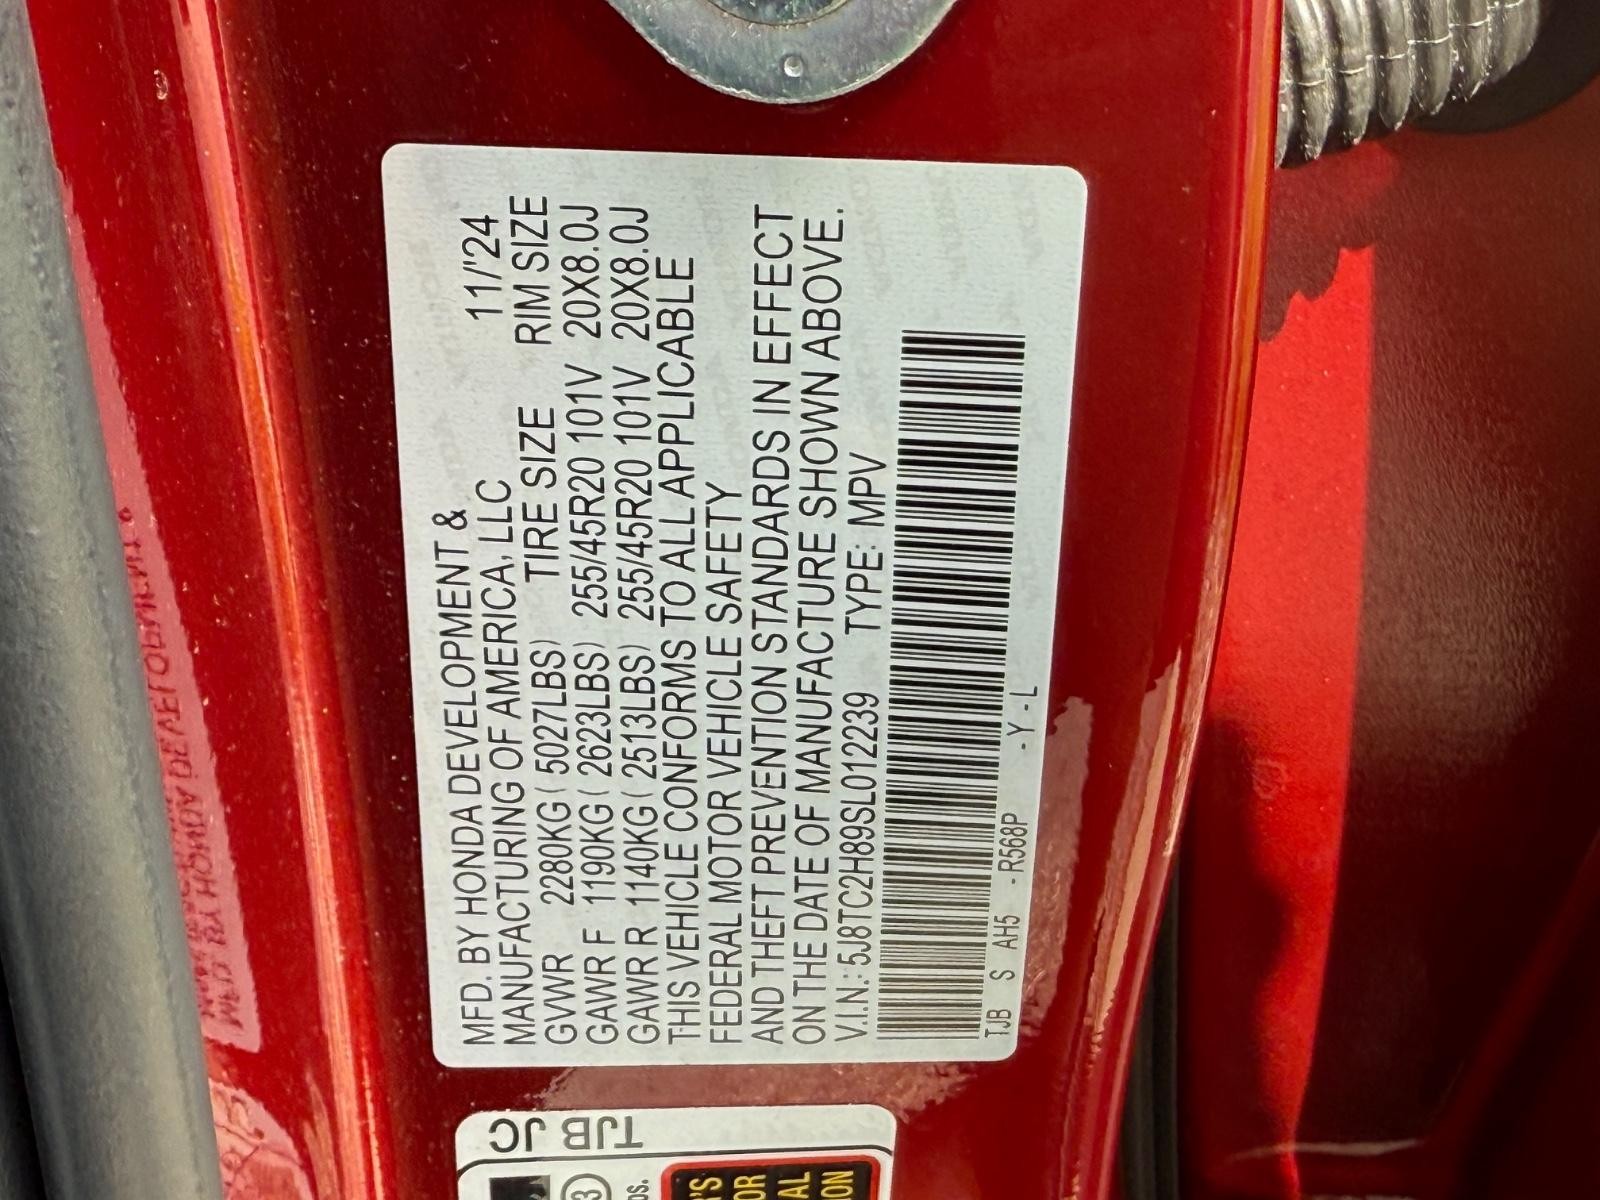 MFD. BY HONDA DEVELOPMENT & 11/'24
MANUFACTURING OF AMERICA, LLC
TIRE SIZE RIM SIZE
GVWR 2280KG ( 5027LBS)
GAWR F 1190KG ( 2623LBS) 255/45R20 101V 20X8.0J
GAWR R 1140KG ( 2513LBS) 255/45R20 101V 20X8.0J
THIS VEHICLE CONFORMS TO ALL APPLICABLE
FEDERAL MOTOR VEHICLE SAFETY
AND THEFT PREVENTION STANDARDS IN EFFECT
ON THE DATE OF MANUFACTURE SHOWN ABOVE.
V.I.N.: 5J8TC2H89SL012239 TYPE: MPV
TJB S AH5 -R568P -Y-L
TJB JC